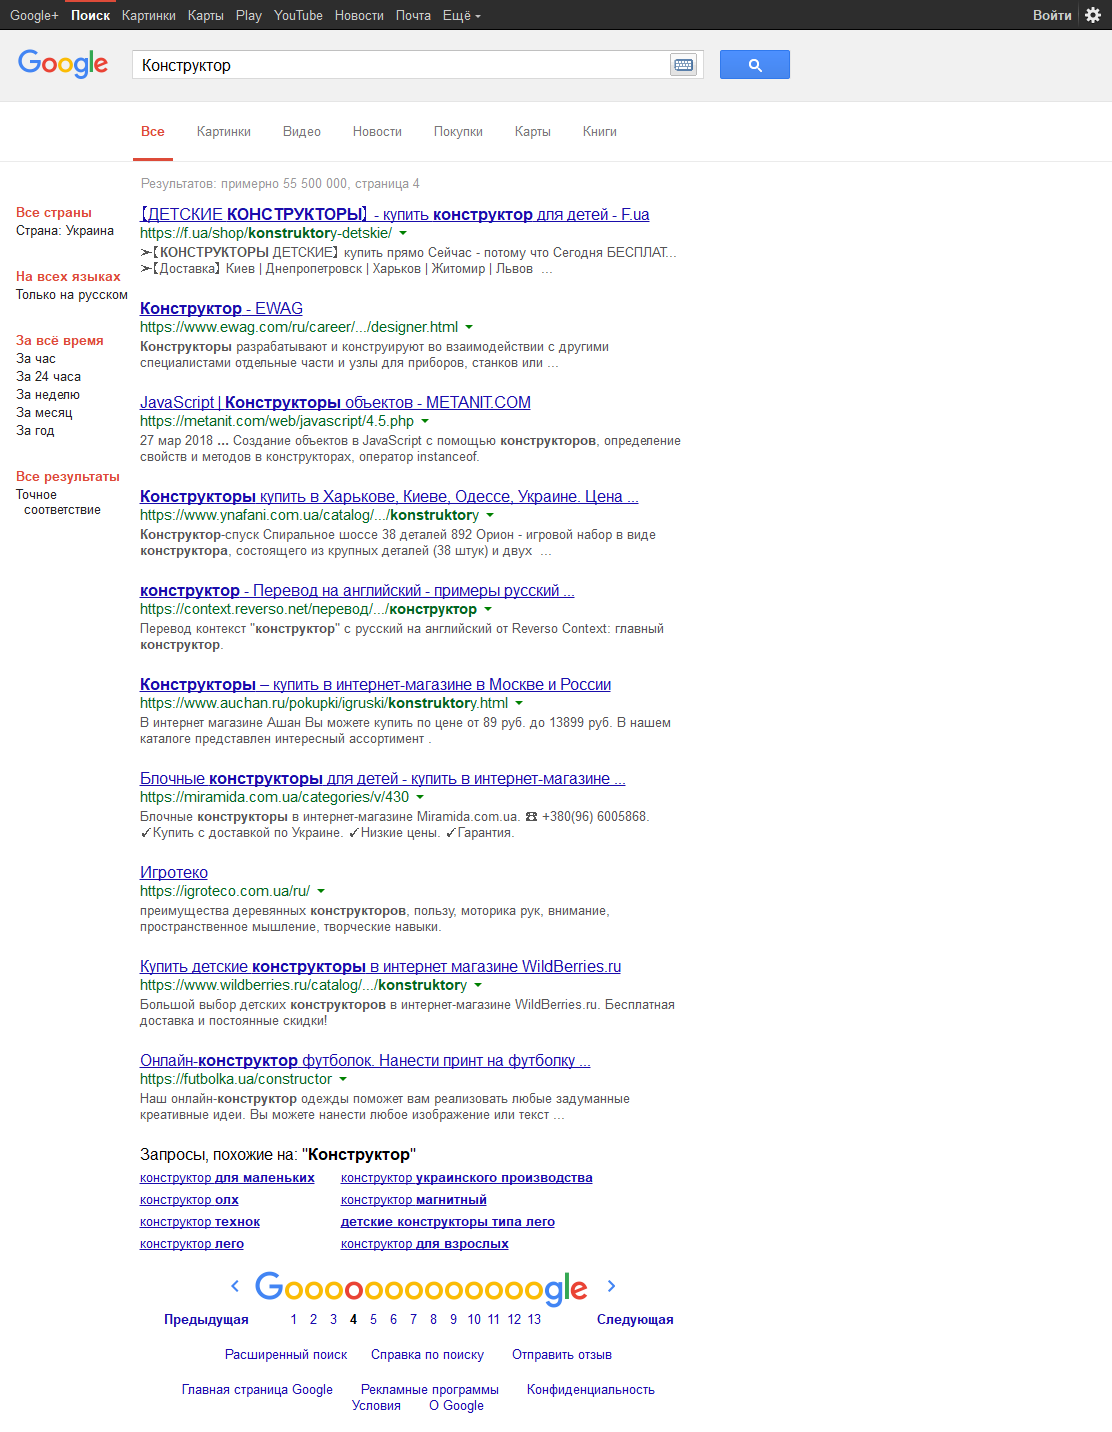 Google+ Поиск Картинки Карты Play YouTube Новости Почта Ещё Войти
Google Конструктор
Все Картинки Видео Новости Покупки Карты Книги
Результатов: примерно 55 500 000, страница 4
Все страны
Страна: Украина
На всех языках
Только на русском
За всё время
За час
За 24 часа
За неделю
За месяц
За год
Все результаты
Точное
соответствие
【ДЕТСКИЕ КОНСТРУКТОРЫ】 - купить конструктор для детей - F.ua
https://f.ua/shop/konstruktory-detskie/
➣【КОНСТРУКТОРЫ ДЕТСКИЕ】 купить прямо Сейчас - потому что Сегодня БЕСПЛАТ...
➣【Доставка】 Киев | Днепропетровск | Харьков | Житомир | Львов ...
Конструктор - EWAG
https://www.ewag.com/ru/career/.../designer.html
Конструкторы разрабатывают и конструируют во взаимодействии с другими
специалистами отдельные части и узлы для приборов, станков или ...
JavaScript | Конструкторы объектов - METANIT.COM
https://metanit.com/web/javascript/4.5.php
27 мар 2018 ... Создание объектов в JavaScript с помощью конструкторов, определение
свойств и методов в конструкторах, оператор instanceof.
Конструкторы купить в Харькове, Киеве, Одессе, Украине. Цена ...
https://www.ynafani.com.ua/catalog/.../konstruktory
Конструктор-спуск Спиральное шоссе 38 деталей 892 Орион - игровой набор в виде
конструктора, состоящего из крупных деталей (38 штук) и двух ...
конструктор - Перевод на английский - примеры русский ...
https://context.reverso.net/перевод/.../конструктор
Перевод контекст "конструктор" c русский на английский от Reverso Context: главный
конструктор.
Конструкторы – купить в интернет-магазине в Москве и России
https://www.auchan.ru/pokupki/igruski/konstruktory.html
В интернет магазине Ашан Вы можете купить по цене от 89 руб. до 13899 руб. В нашем
каталоге представлен интересный ассортимент .
Блочные конструкторы для детей - купить в интернет-магазине ...
https://miramida.com.ua/categories/v/430
Блочные конструкторы в интернет-магазине Miramida.com.ua. ☎ +380(96) 6005868.
✓Купить с доставкой по Украине. ✓Низкие цены. ✓Гарантия.
Игротеко
https://igroteco.com.ua/ru/
преимущества деревянных конструкторов, пользу, моторика рук, внимание,
пространственное мышление, творческие навыки.
Купить детские конструкторы в интернет магазине WildBerries.ru
https://www.wildberries.ru/catalog/.../konstruktory
Большой выбор детских конструкторов в интернет-магазине WildBerries.ru. Бесплатная
доставка и постоянные скидки!
Онлайн-конструктор футболок. Нанести принт на футболку ...
https://futbolka.ua/constructor
Наш онлайн-конструктор одежды поможет вам реализовать любые задуманные
креативные идеи. Вы можете нанести любое изображение или текст ...
Запросы, похожие на: "Конструктор"
конструктор для маленьких конструктор украинского производства
конструктор олх конструктор магнитный
конструктор технок детские конструкторы типа лего
конструктор лего конструктор для взрослых
Goooooooooooooogle
Предыдущая 1 2 3 4 5 6 7 8 9 10 11 12 13 Следующая
Расширенный поиск Справка по поиску Отправить отзыв
Главная страница Google Рекламные программы Конфиденциальность
Условия О Google